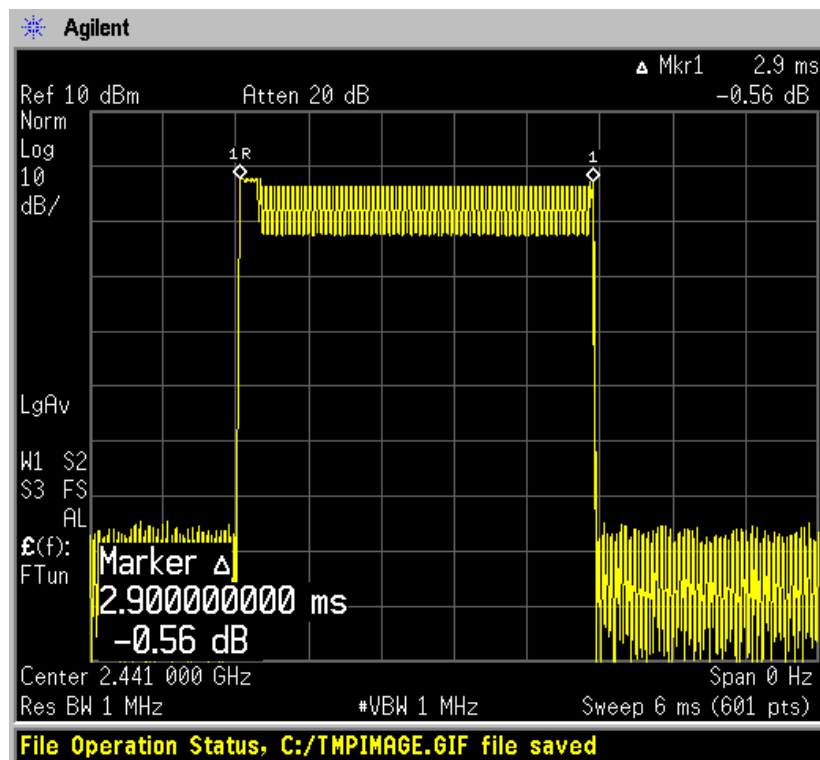 Agilent
Δ Mkr1 2.9 ms
Ref 10 dBm Atten 20 dB -0.56 dB
Norm
Log
10
dB/
1R 1
LgAv
W1 S2
S3 FS
AL
£(f):
FTun
Marker Δ
2.900000000 ms
-0.56 dB
Center 2.441 000 GHz Span 0 Hz
Res BW 1 MHz #VBW 1 MHz Sweep 6 ms (601 pts)
File Operation Status, C:/TMPIMAGE.GIF file saved